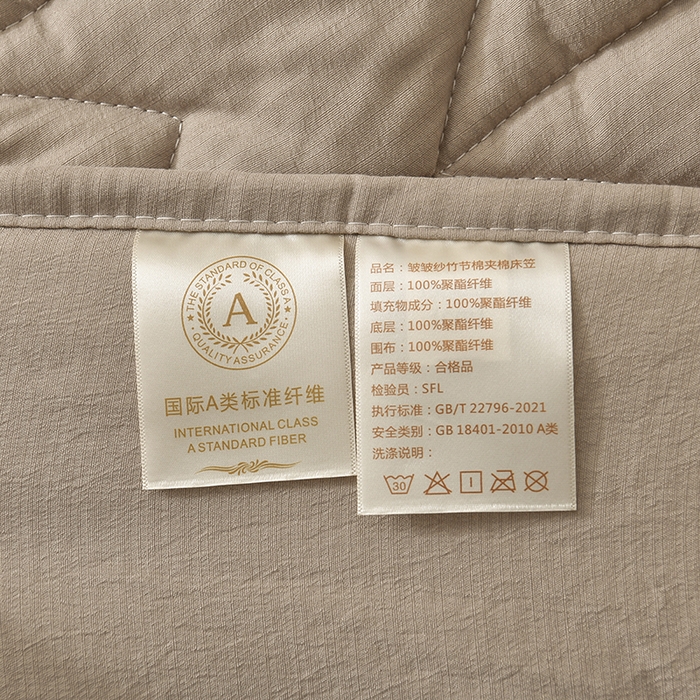 THE STANDARD OF CLASS A
A
QUALITY ASSURANCE
国际A类标准纤维
INTERNATIONAL CLASS
A STANDARD FIBER
品名：皱皱纱竹节棉夹棉床笠
面层：100%聚酯纤维
填充物成分：100%聚酯纤维
底层：100%聚酯纤维
围布：100%聚酯纤维
产品等级：合格品
检验员：SFL
执行标准：GB/T 22796-2021
安全类别：GB 18401-2010 A类
洗涤说明：
30